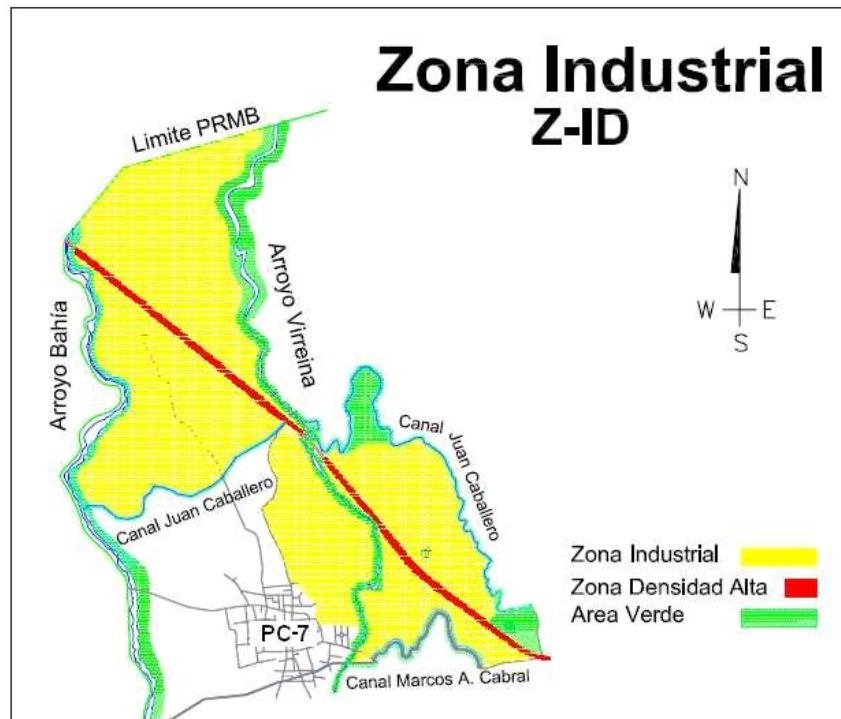 Zona Industrial
Z-ID
Limite PRMB
N
W
E
S
Arroyo Bahía
Arroyo Virreina
Canal Juan Caballero
Canal Juan Caballero
PC-7
Canal Marcos A. Cabral
Zona Industrial
Zona Densidad Alta
Area Verde